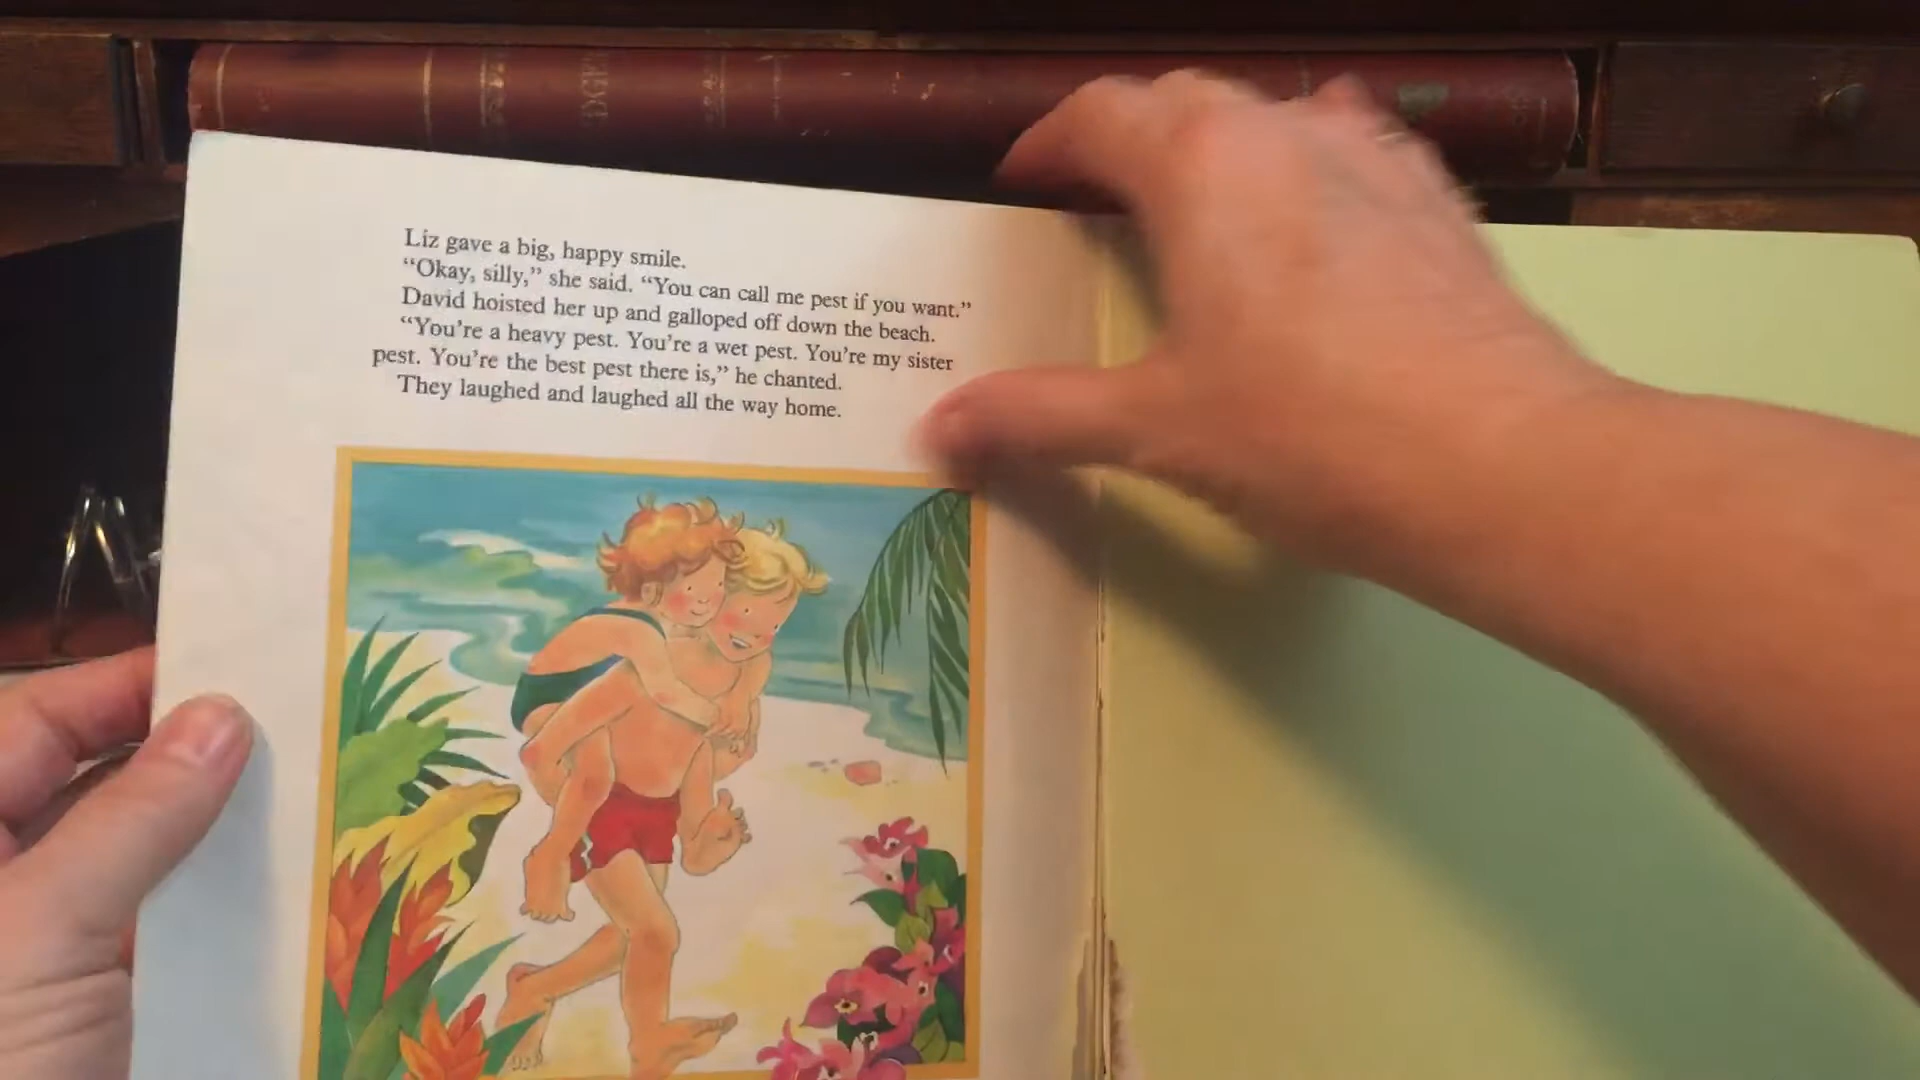 Liz gave a big, happy smile.
“Okay, silly,” she said. “You can call me pest if you want.”
David hoisted her up and galloped off down the beach.
“You’re a heavy pest. You’re a wet pest. You’re my sister
pest. You’re the best pest there is,” he chanted.
They laughed and laughed all the way home.